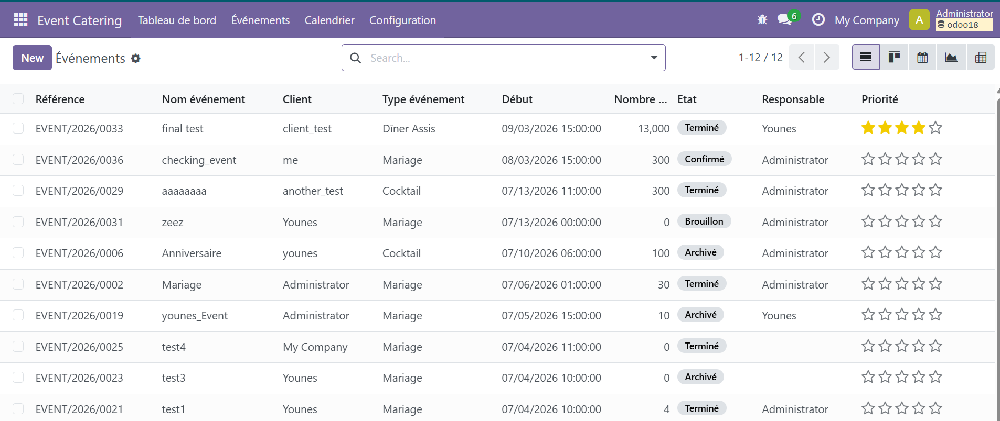 Event Catering Tableau de bord Événements Calendrier Configuration 6 My Company A Administrator odoo18
New Événements Search... 1-12 / 12
Référence Nom événement Client Type événement Début Nombre ... Etat Responsable Priorité
EVENT/2026/0033 final test client_test Dîner Assis 09/03/2026 15:00:00 13,000 Terminé Younes
EVENT/2026/0036 checking_event me Mariage 08/03/2026 15:00:00 300 Confirmé Administrator
EVENT/2026/0029 aaaaaaaa another_test Cocktail 07/13/2026 11:00:00 300 Terminé Administrator
EVENT/2026/0031 zeez Younes Mariage 07/13/2026 00:00:00 0 Brouillon Administrator
EVENT/2026/0006 Anniversaire younes Cocktail 07/10/2026 06:00:00 100 Archivé Administrator
EVENT/2026/0002 Mariage Administrator Mariage 07/06/2026 01:00:00 30 Terminé Administrator
EVENT/2026/0019 younes_Event Administrator Mariage 07/05/2026 15:00:00 10 Archivé Younes
EVENT/2026/0025 test4 My Company Mariage 07/04/2026 11:00:00 0 Terminé
EVENT/2026/0023 test3 Younes Mariage 07/04/2026 10:00:00 0 Archivé
EVENT/2026/0021 test1 Younes Mariage 07/04/2026 10:00:00 4 Terminé Administrator